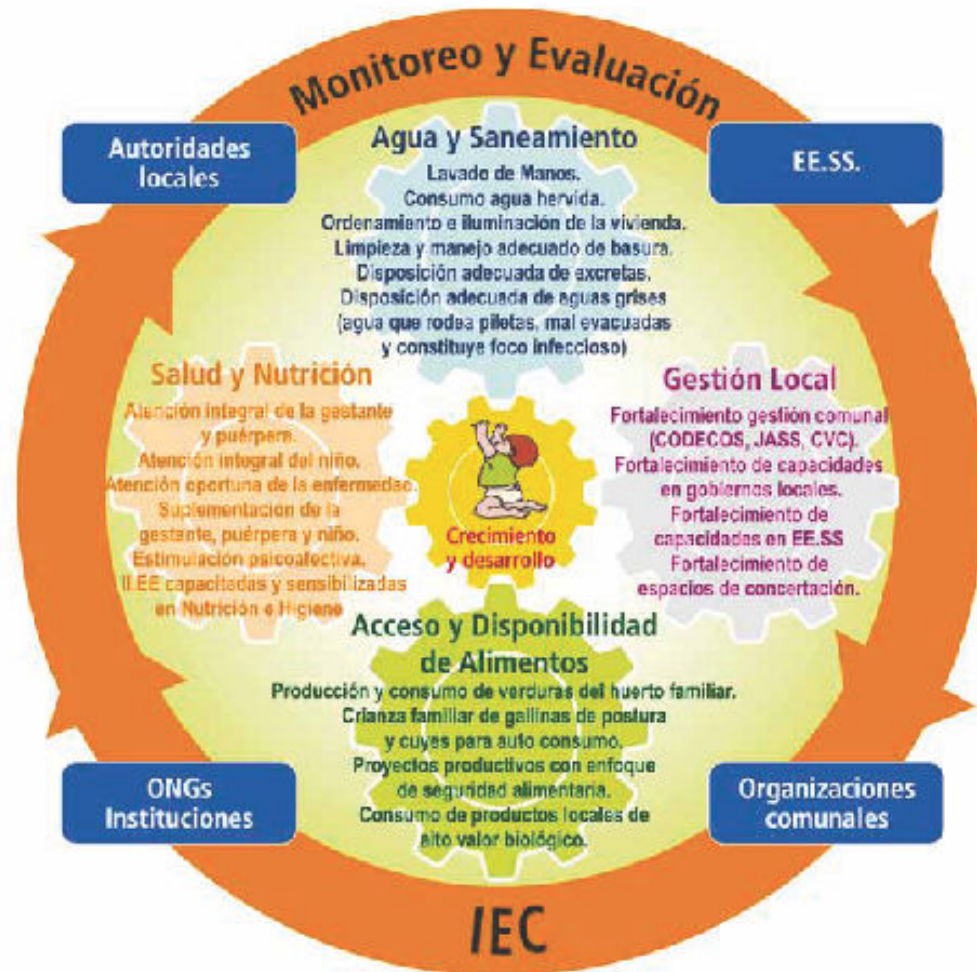 Monitoreo y Evaluación
Autoridades
locales
EE.SS.
Agua y Saneamiento
Lavado de Manos.
Consumo agua hervida.
Ordenamiento e iluminación de la vivienda.
Limpieza y manejo adecuado de basura.
Disposición adecuada de excretas.
Disposición adecuada de aguas grises
(agua que rodea piletas, mal evacuadas
y constituye foco infeccioso)
Salud y Nutrición
Atención integral de la gestante
y puérpera.
Atención integral del niño.
Atención oportuna de la enfermedad.
Suplementación de la
gestante, puérpera y niño.
Estimulación psicoafectiva.
II.EE capacitadas y sensibilizadas
en Nutrición e Higiene
Crecimiento
y desarrollo
Gestión Local
Fortalecimiento gestión comunal
(CODECOS, JASS, CVC).
Fortalecimiento de capacidades
en gobiernos locales.
Fortalecimiento de
capacidades en EE.SS
Fortalecimiento de
espacios de concertación.
Acceso y Disponibilidad
de Alimentos
Producción y consumo de verduras del huerto familiar.
Crianza familiar de gallinas de postura
y cuyes para auto consumo.
Proyectos productivos con enfoque
de seguridad alimentaria.
Consumo de productos locales de
alto valor biológico.
ONGs
Instituciones
Organizaciones
comunales
IEC